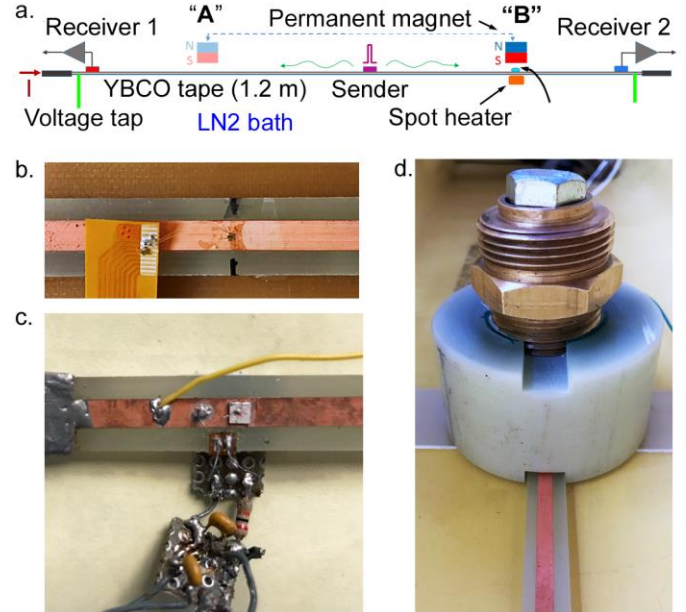 a.
"A"
Permanent magnet
"B"
Receiver 1
Receiver 2
N
S
N
S
I
YBCO tape (1.2 m)
Sender
Voltage tap
LN2 bath
Spot heater
b.
d.
c.